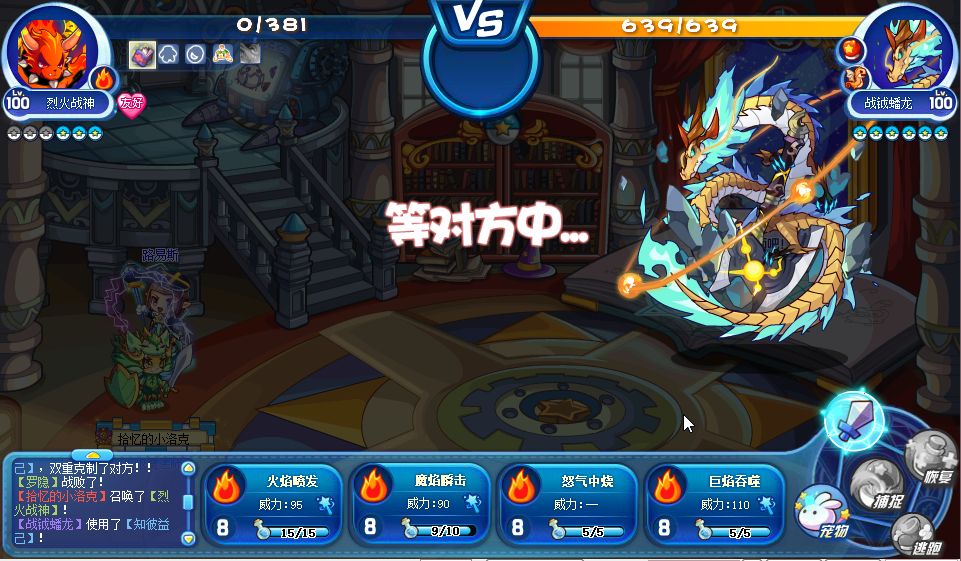 0/381
VS
639/639
Lv.
100
烈火战神
友好
战钺蟠龙
Lv.
100
等对方中...
路易斯
拾忆的小洛克
己】，双重克制了对方！！
【罗隐】战败了！
【拾忆的小洛克】召唤了【烈
火战神】！
【战钺蟠龙】使用了【知彼益
己】！
火焰喷发
威力：95
8
15/15
魔焰瞬击
威力：90
8
9/10
怒气中烧
威力：—
8
5/5
巨焰吞噬
威力：110
8
5/5
恢复
捕捉
宠物
逃跑